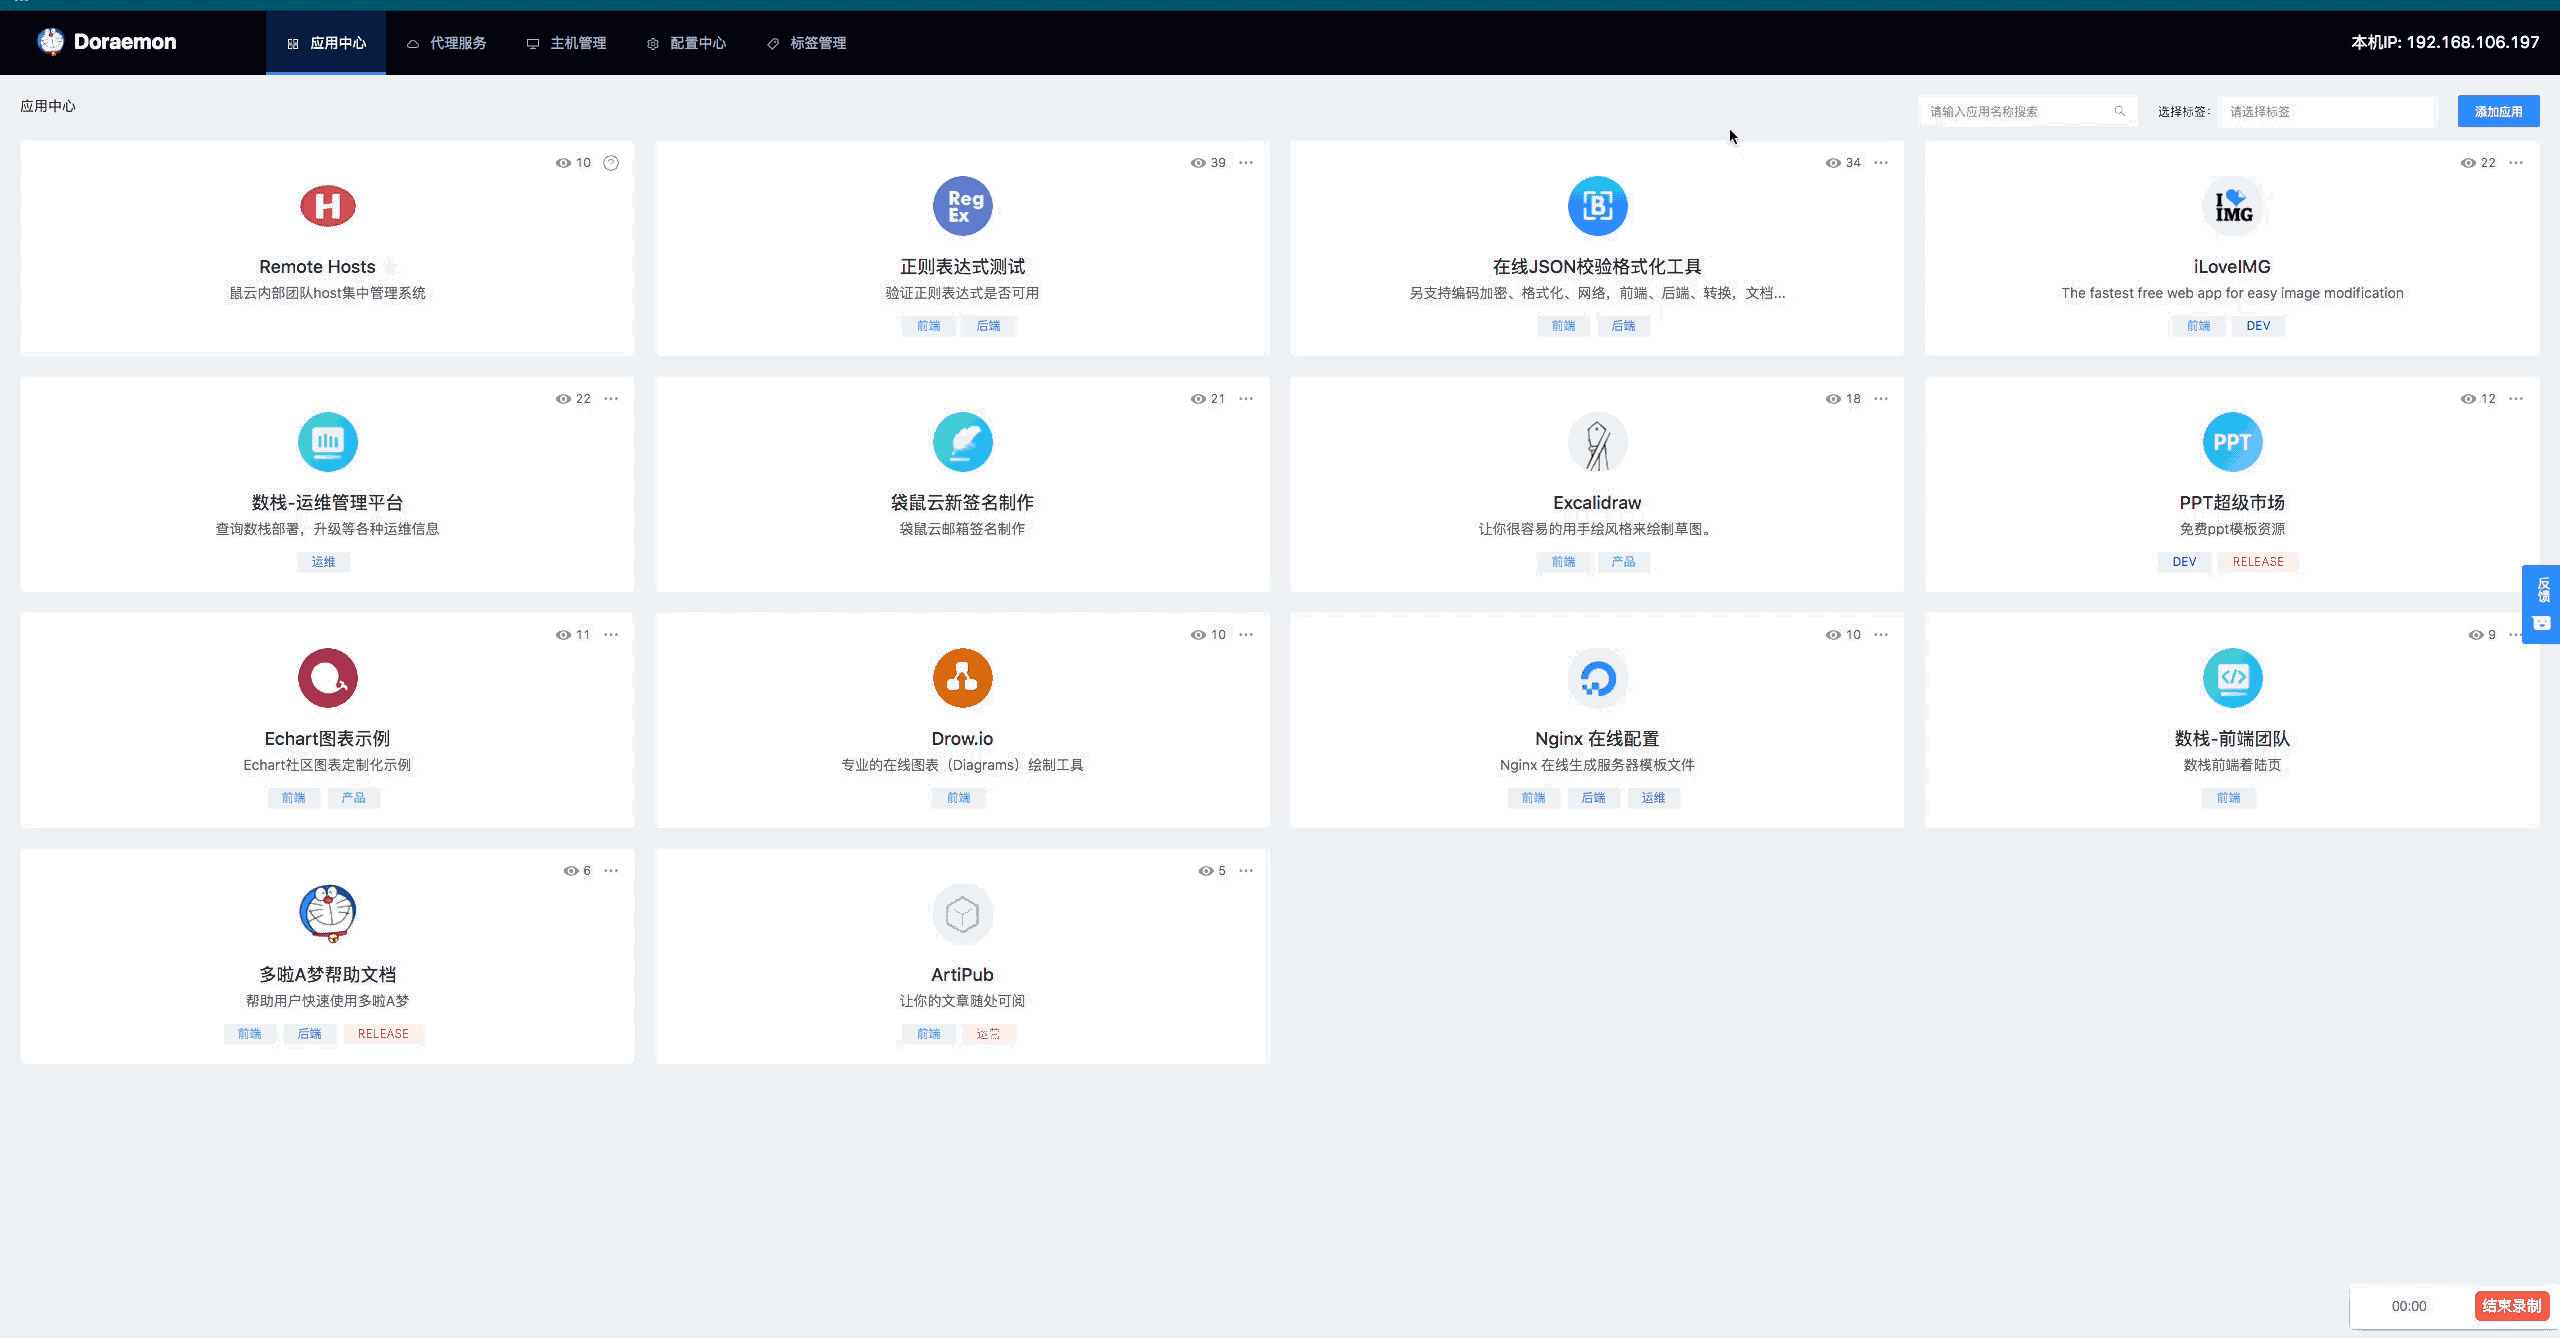 Doraemon
应用中心
代理服务
主机管理
配置中心
标签管理
本机IP: 192.168.106.197
应用中心
请输入应用名称搜索
选择标签:
请选择标签
添加应用
10
H
Remote Hosts
鼠云内部团队host集中管理系统
39
Reg
Ex
正则表达式测试
验证正则表达式是否可用
前端 后端
34
B
在线JSON校验格式化工具
另支持编码加密、格式化、网络，前端、后端、转换，文档...
前端 后端
22
I
IMG
iLoveIMG
The fastest free web app for easy image modification
前端 DEV
22
数栈-运维管理平台
查询数栈部署，升级等各种运维信息
运维
21
袋鼠云新签名制作
袋鼠云邮箱签名制作
18
Excalidraw
让你很容易的用手绘风格来绘制草图。
前端 产品
12
PPT
PPT超级市场
免费ppt模板资源
DEV RELEASE
11
Echart图表示例
Echart社区图表定制化示例
前端 产品
10
Drow.io
专业的在线图表（Diagrams）绘制工具
前端
10
Nginx 在线配置
Nginx 在线生成服务器模板文件
前端 后端 运维
9
</>
数栈-前端团队
数栈前端着陆页
前端
反馈
6
多啦A梦帮助文档
帮助用户快速使用多啦A梦
前端 后端 RELEASE
5
ArtiPub
让你的文章随处可阅
前端 运营
00:00
结束录制